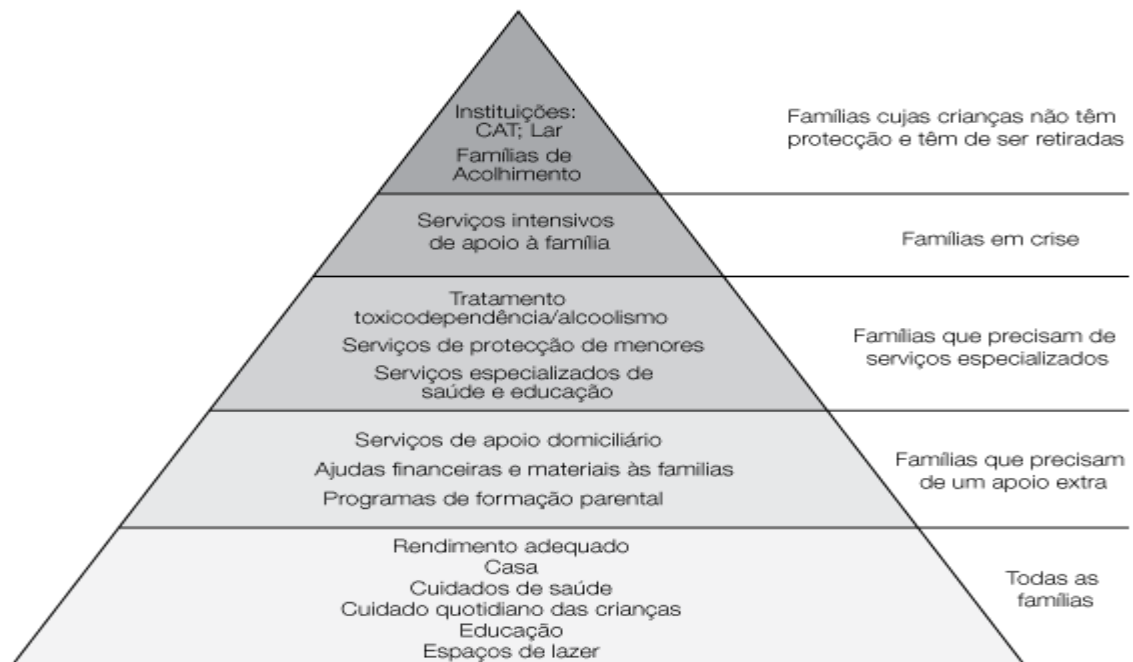 Instituições:
CAT; Lar
Famílias de
Acolhimento
Famílias cujas crianças não têm
protecção e têm de ser retiradas
Serviços intensivos
de apoio à família
Famílias em crise
Tratamento
toxicodependência/alcoolismo
Serviços de protecção de menores
Serviços especializados de
saúde e educação
Famílias que precisam de
serviços especializados
Serviços de apoio domiciliário
Ajudas financeiras e materiais às familias
Programas de formação parental
Famílias que precisam
de um apoio extra
Rendimento adequado
Casa
Cuidados de saúde
Cuidado quotidiano das crianças
Educação
Espaços de lazer
Todas as
famílias